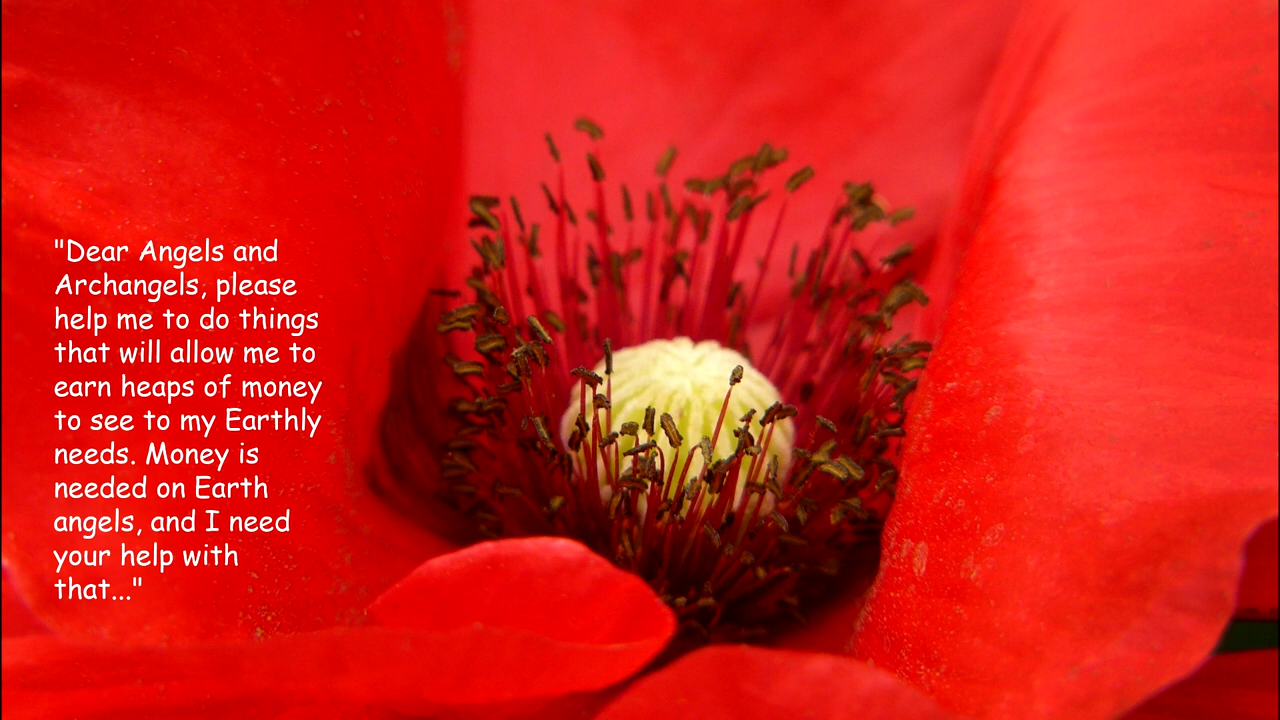 "Dear Angels and
Archangels, please
help me to do things
that will allow me to
earn heaps of money
to see to my Earthly
needs. Money is
needed on Earth
angels, and I need
your help with
that..."